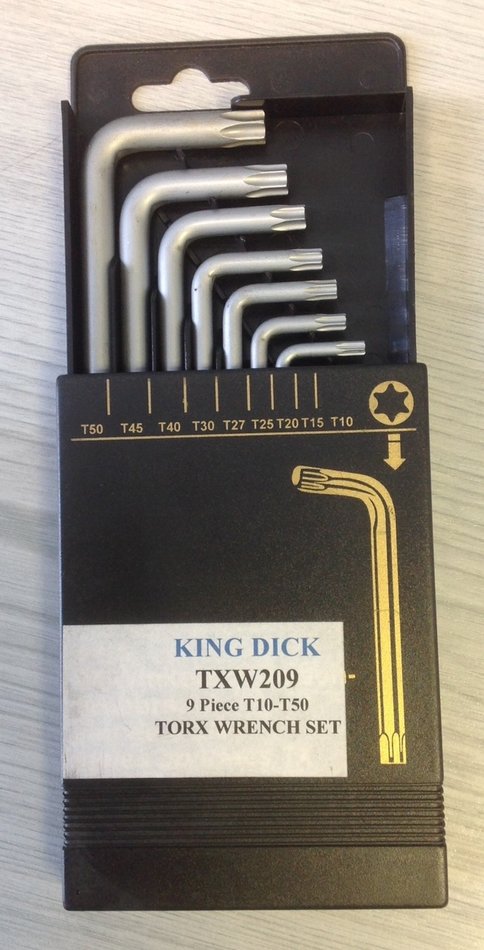 T50 T45 T40 T30 T27 T25 T20 T15 T10
KING DICK
TXW209
9 Piece T10-T50
TORX WRENCH SET